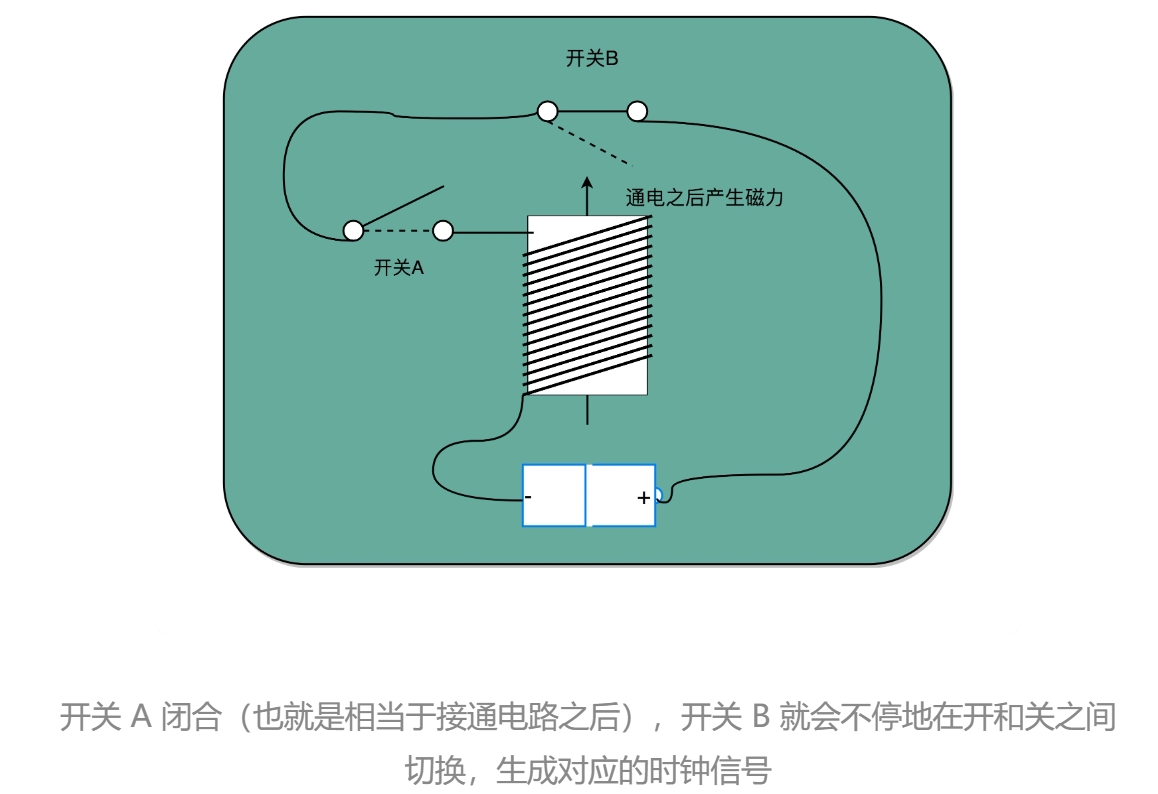 开关B
通电之后产生磁力
开关A
- +
开关 A 闭合（也就是相当于接通电路之后），开关 B 就会不停地在开和关之间
切换，生成对应的时钟信号